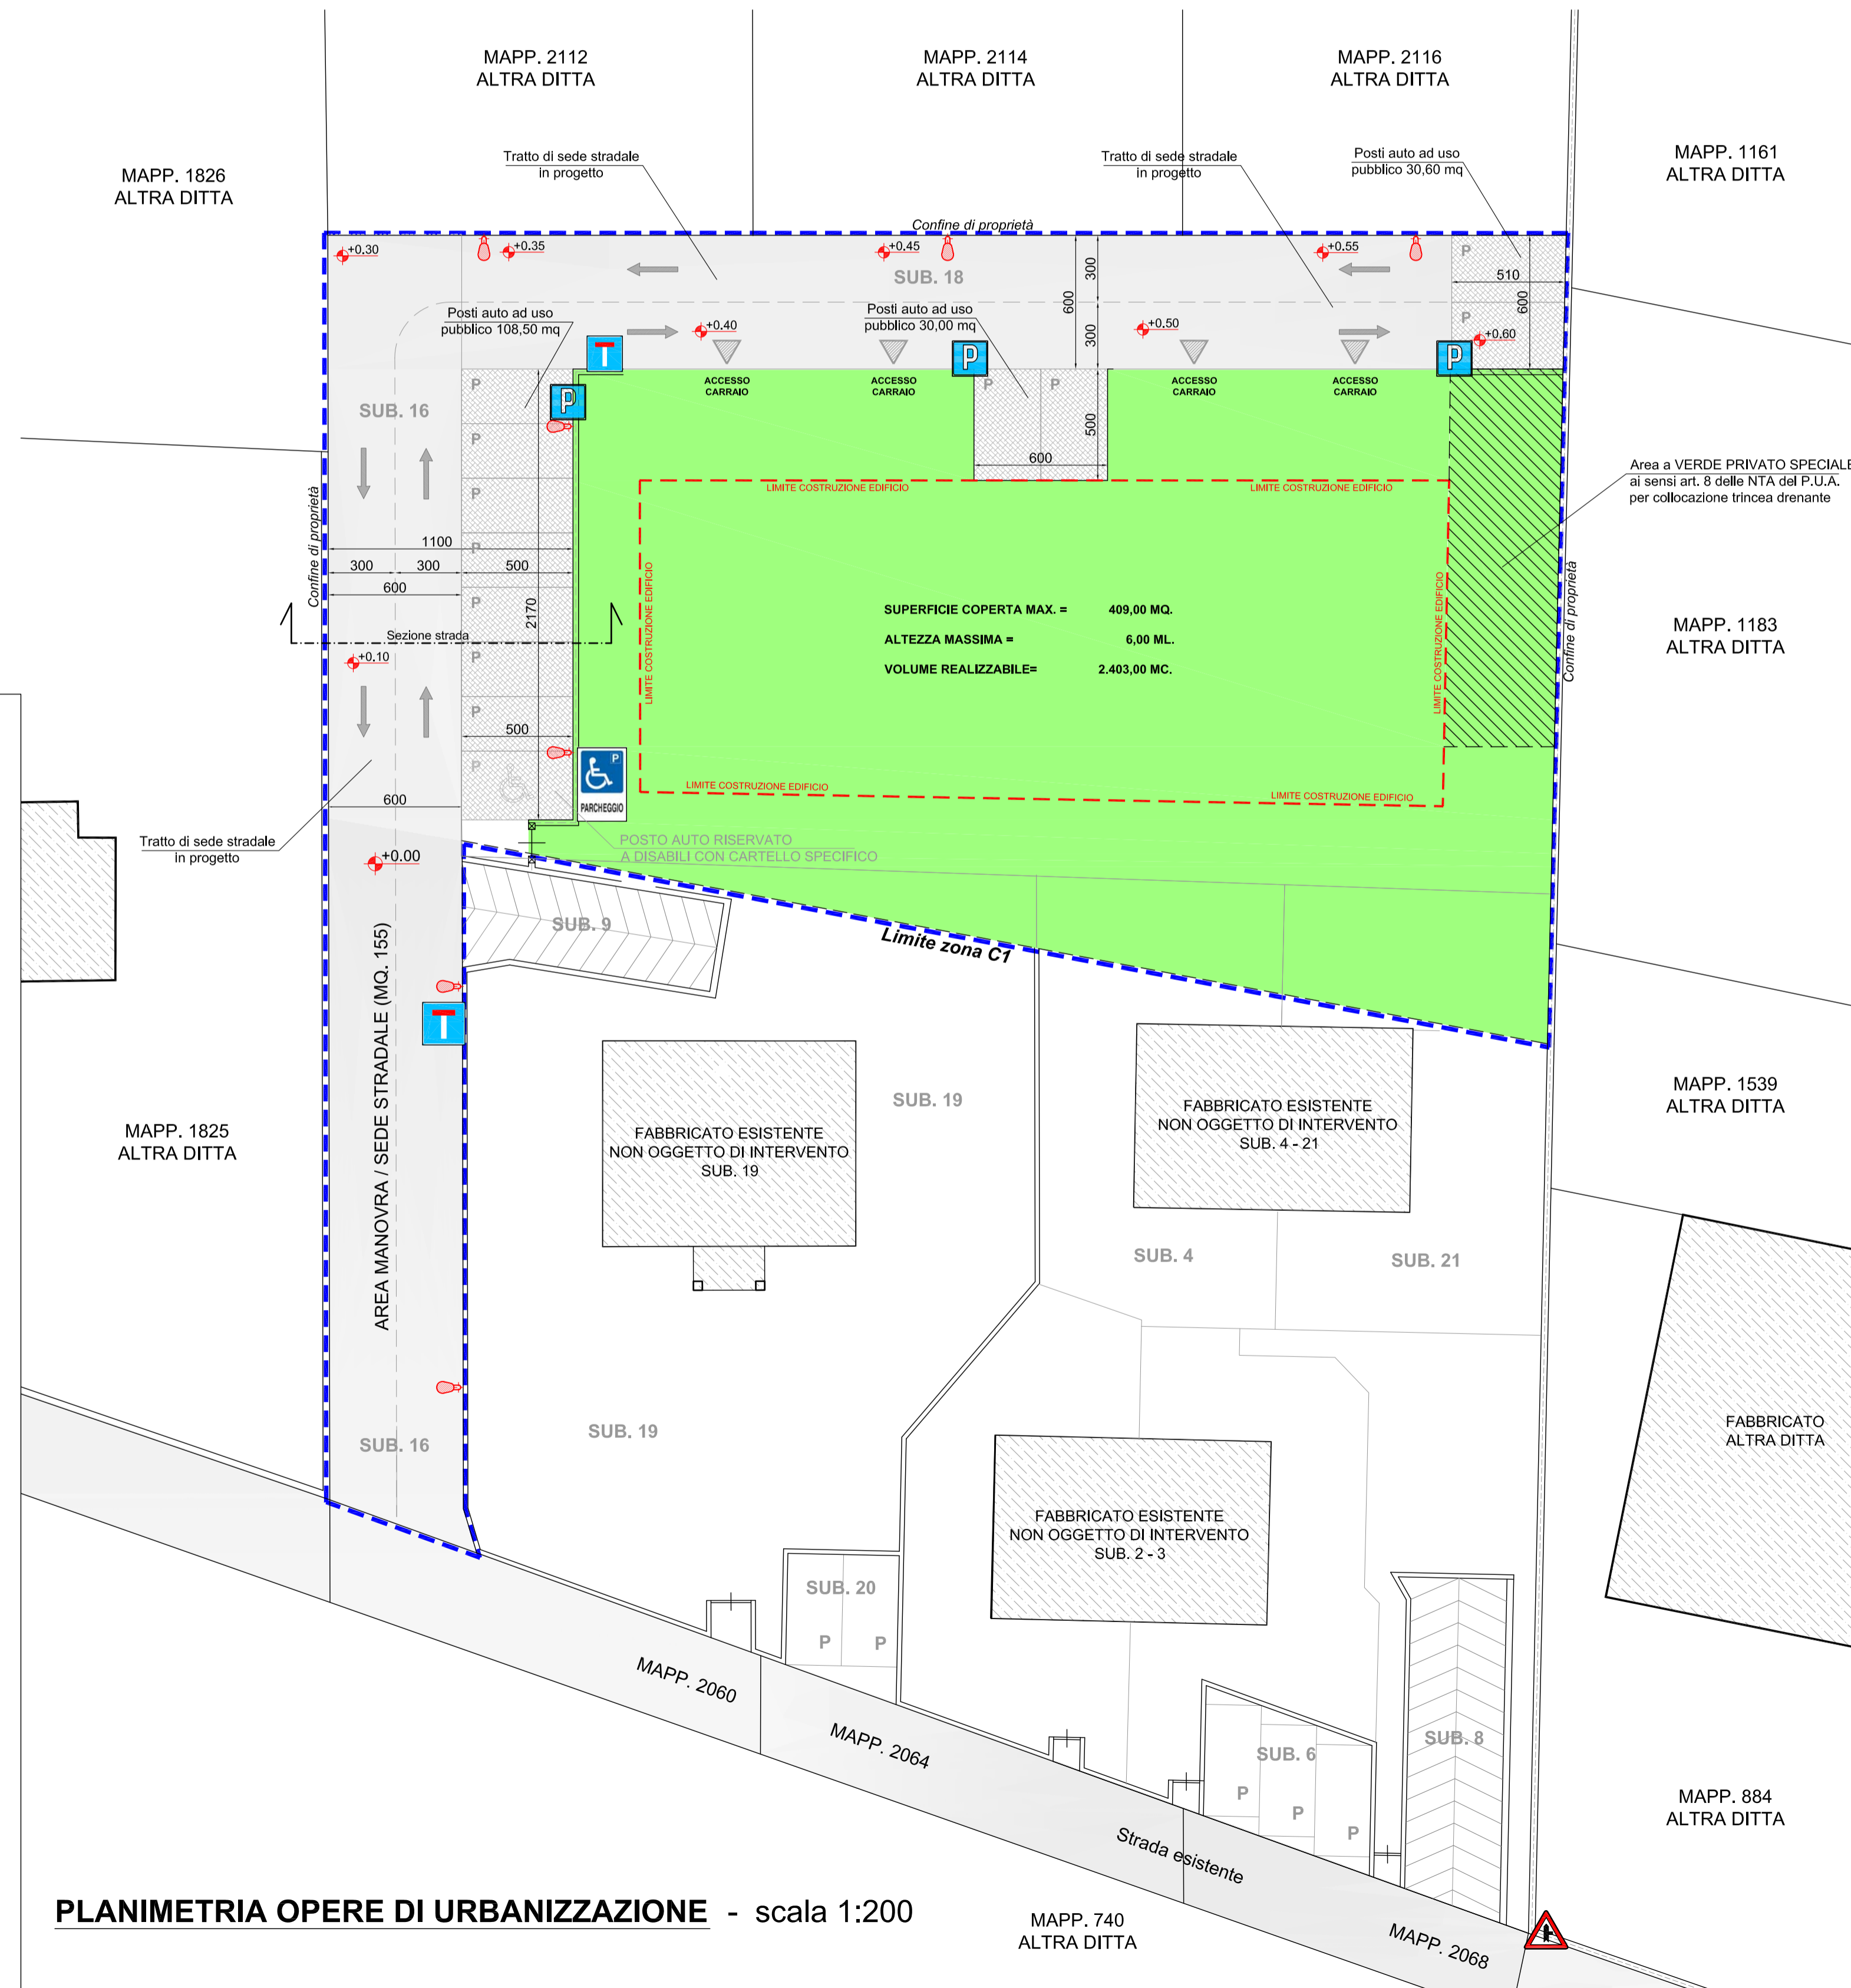 MAPP. 2112
ALTRA DITTA
MAPP. 2114
ALTRA DITTA
MAPP. 2116
ALTRA DITTA
MAPP. 1826
ALTRA DITTA
Tratto di sede stradale
in progetto
Tratto di sede stradale
in progetto
Posti auto ad uso
pubblico 30,60 mq
MAPP. 1161
ALTRA DITTA
Confine di proprietà
+0.30
+0.35
+0.45
+0.55
P
SUB. 18
300
600
300
510
600
P
Posti auto ad uso
pubblico 108,50 mq
Posti auto ad uso
pubblico 30,00 mq
+0.40
+0.50
+0.60
T
P
P
P
ACCESSO
CARRAIO
ACCESSO
CARRAIO
ACCESSO
CARRAIO
ACCESSO
CARRAIO
P
P
P
SUB. 16
P
500
600
P
LIMITE COSTRUZIONE EDIFICIO
LIMITE COSTRUZIONE EDIFICIO
Area a VERDE PRIVATO SPECIALE
ai sensi art. 8 delle NTA del P.U.A.
per collocazione trincea drenante
Confine di proprietà
1100
P
300
300
500
600
P
2170
LIMITE COSTRUZIONE EDIFICIO
LIMITE COSTRUZIONE EDIFICIO
Confine di proprietà
SUPERFICIE COPERTA MAX. = 409,00 MQ.
ALTEZZA MASSIMA = 6,00 ML.
VOLUME REALIZZABILE= 2.403,00 MC.
MAPP. 1183
ALTRA DITTA
Sezione strada
+0.10
P
P
500
P
P
PARCHEGGIO
LIMITE COSTRUZIONE EDIFICIO
LIMITE COSTRUZIONE EDIFICIO
600
Tratto di sede stradale
in progetto
POSTO AUTO RISERVATO
A DISABILI CON CARTELLO SPECIFICO
+0.00
SUB. 9
Limite zona C1
AREA MANOVRA / SEDE STRADALE (MQ. 155)
T
SUB. 19
MAPP. 1825
ALTRA DITTA
FABBRICATO ESISTENTE
NON OGGETTO DI INTERVENTO
SUB. 19
FABBRICATO ESISTENTE
NON OGGETTO DI INTERVENTO
SUB. 4 - 21
MAPP. 1539
ALTRA DITTA
SUB. 4
SUB. 21
SUB. 16
SUB. 19
FABBRICATO
ALTRA DITTA
FABBRICATO ESISTENTE
NON OGGETTO DI INTERVENTO
SUB. 2 - 3
SUB. 20
P
P
MAPP. 2060
MAPP. 2064
SUB. 6
P
P
P
SUB. 8
MAPP. 884
ALTRA DITTA
Strada esistente
MAPP. 2068
PLANIMETRIA OPERE DI URBANIZZAZIONE - scala 1:200
MAPP. 740
ALTRA DITTA